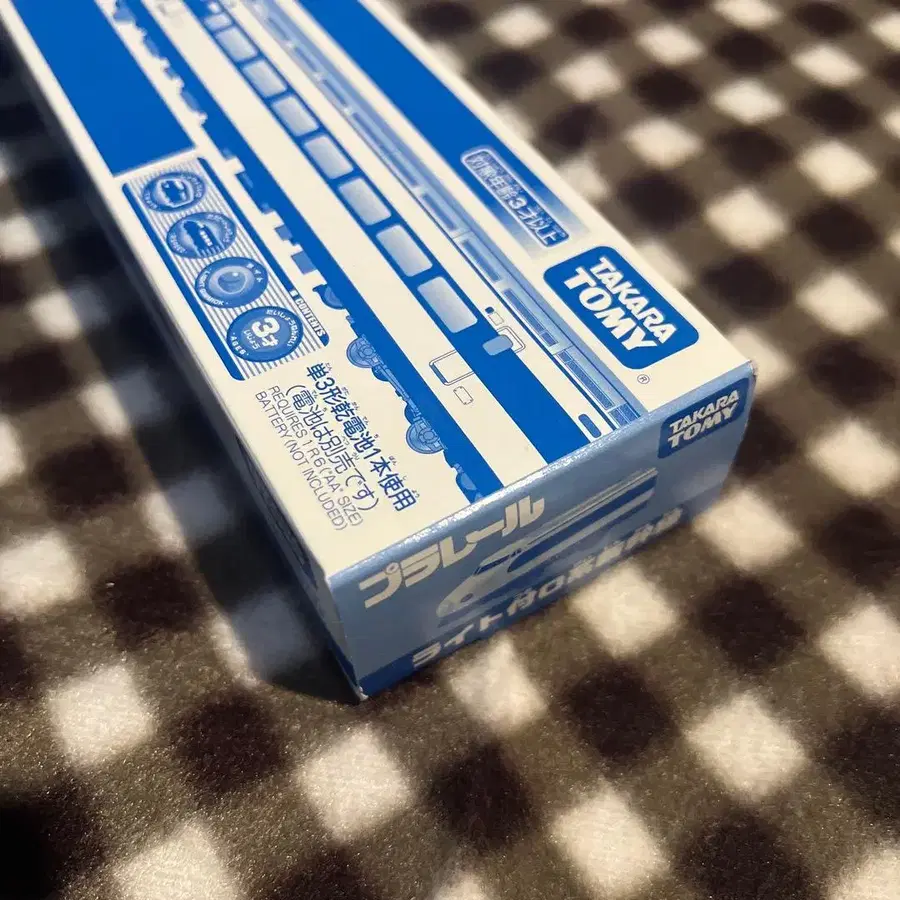 対象年齢3才以上
TAKARA
TOMY
®
3才
CONTENTS
単3形乾電池1本使用
(電池は別売です)
REQUIRES 1 R6 ("AA" SIZE)
BATTERY (NOT INCLUDED)
TAKARA
TOMY
プラレール
ライト付0系新幹線